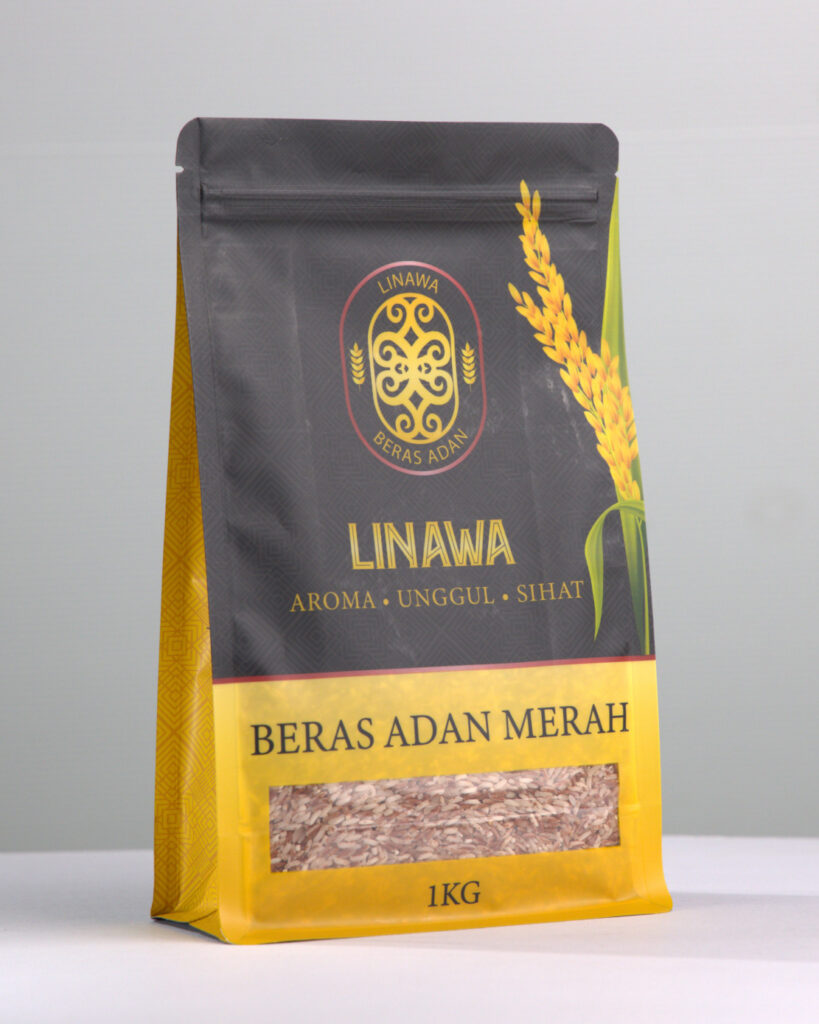 LINAWA
BERAS ADAN
LINAWA
AROMA • UNGGUL • SIHAT
BERAS ADAN MERAH
1KG